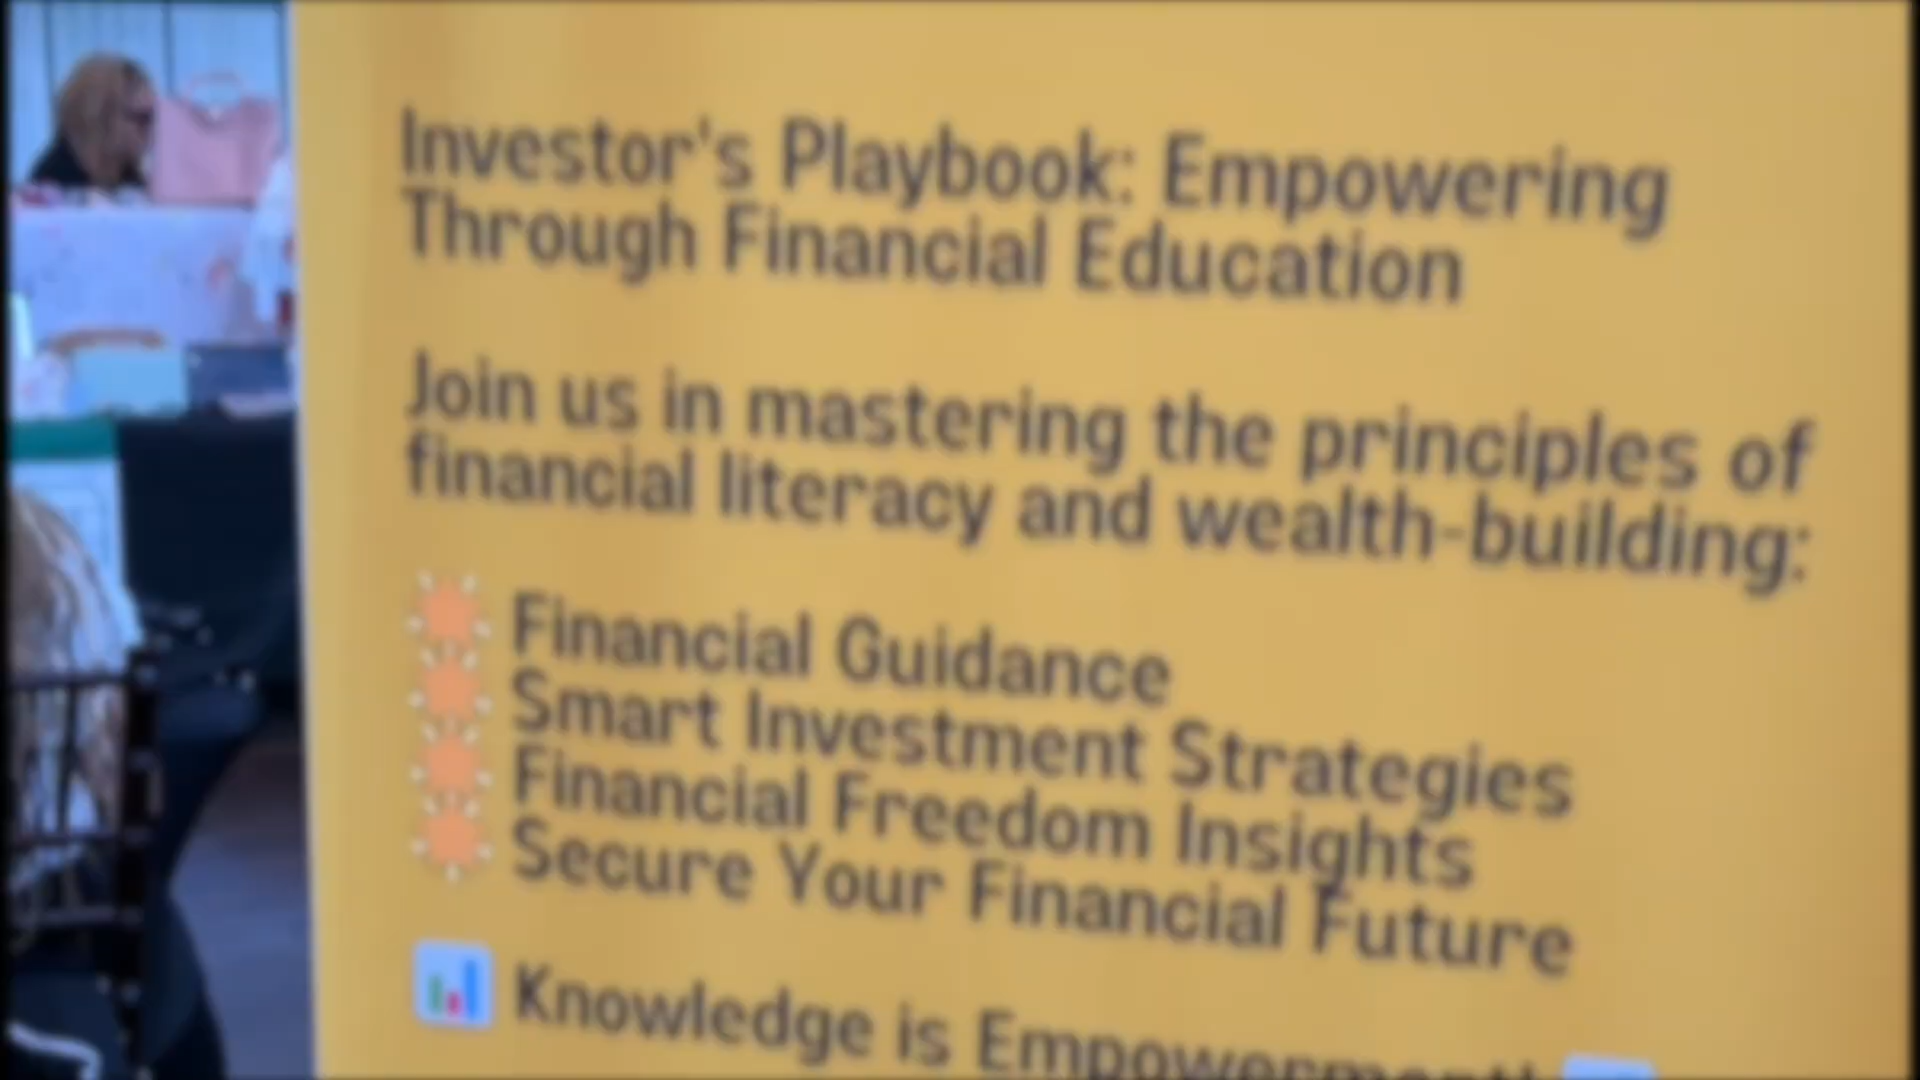 Investor's Playbook: Empowering
Through Financial Education
Join us in mastering the principles of
financial literacy and wealth-building:
Financial Guidance
Smart Investment Strategies
Financial Freedom Insights
Secure Your Financial Future
Knowledge is Empowerment!